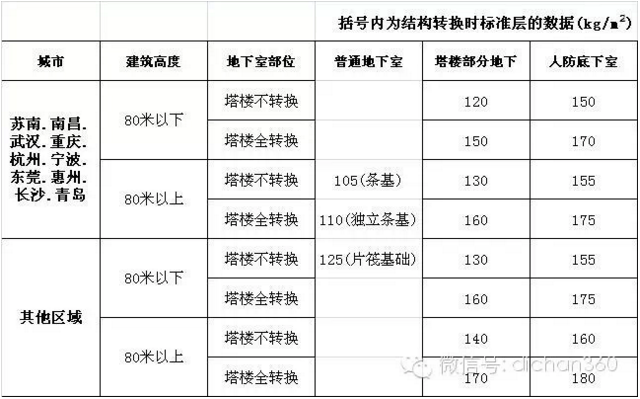 括号内为结构转换时标准层的数据(kg/m²)
城市 建筑高度 地下室部位 普通地下室 塔楼部分地下 人防底下室
苏南.南昌.
武汉.重庆.
杭州.宁波.
东莞.惠州.
长沙.青岛
80米以下
塔楼不转换 120 150
塔楼全转换 150 170
80米以上
塔楼不转换 105(条基) 130 155
塔楼全转换 110(独立条基) 160 175
其他区域
80米以下
塔楼不转换 125(片筏基础) 130 155
塔楼全转换 160 175
80米以上
塔楼不转换 140 160
塔楼全转换 170 180
微信号: dichan360